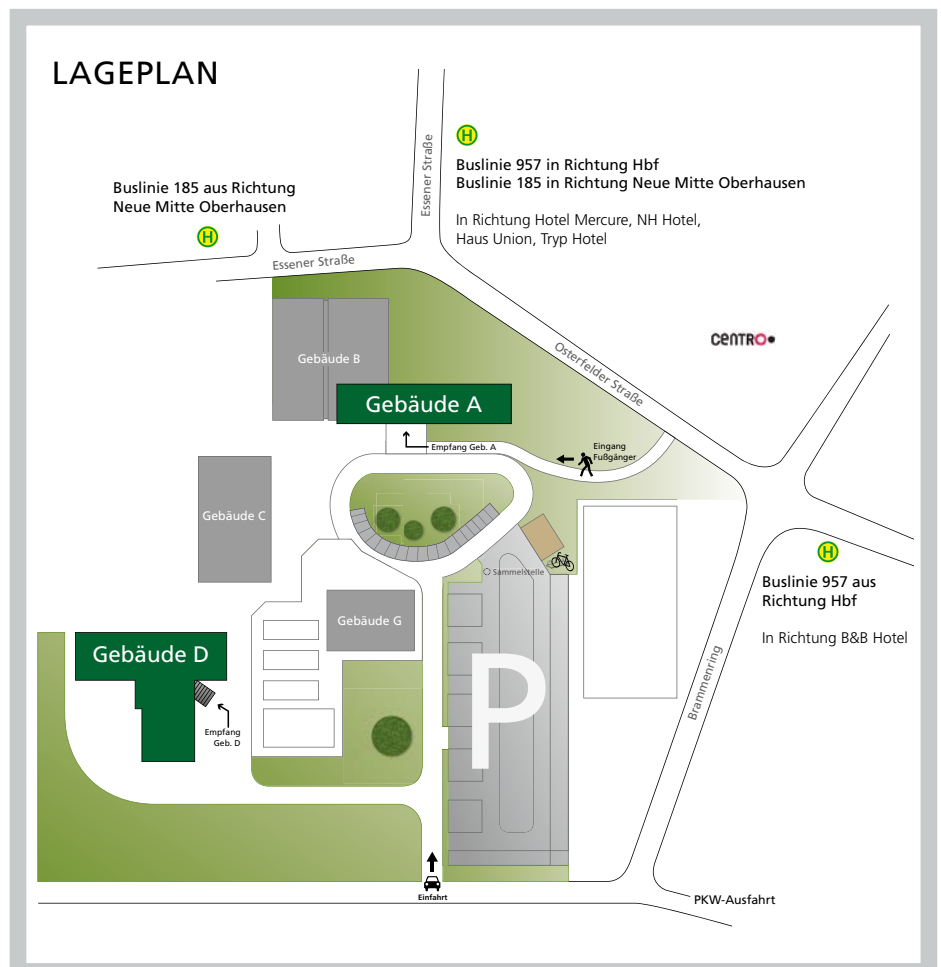 LAGEPLAN
Essener Straße
H
Buslinie 957 in Richtung Hbf
Buslinie 185 in Richtung Neue Mitte Oberhausen
In Richtung Hotel Mercure, NH Hotel,
Haus Union, Tryp Hotel
Buslinie 185 aus Richtung
Neue Mitte Oberhausen
H
Essener Straße
Osterfelder Straße
CENTRO
Gebäude B
Gebäude A
Empfang Geb. A
Eingang
Fußgänger
Gebäude C
Sammelstelle
H
Buslinie 957 aus
Richtung Hbf
In Richtung B&B Hotel
Gebäude G
Gebäude D
Empfang
Geb. D
P
Brammenring
Einfahrt
PKW-Ausfahrt